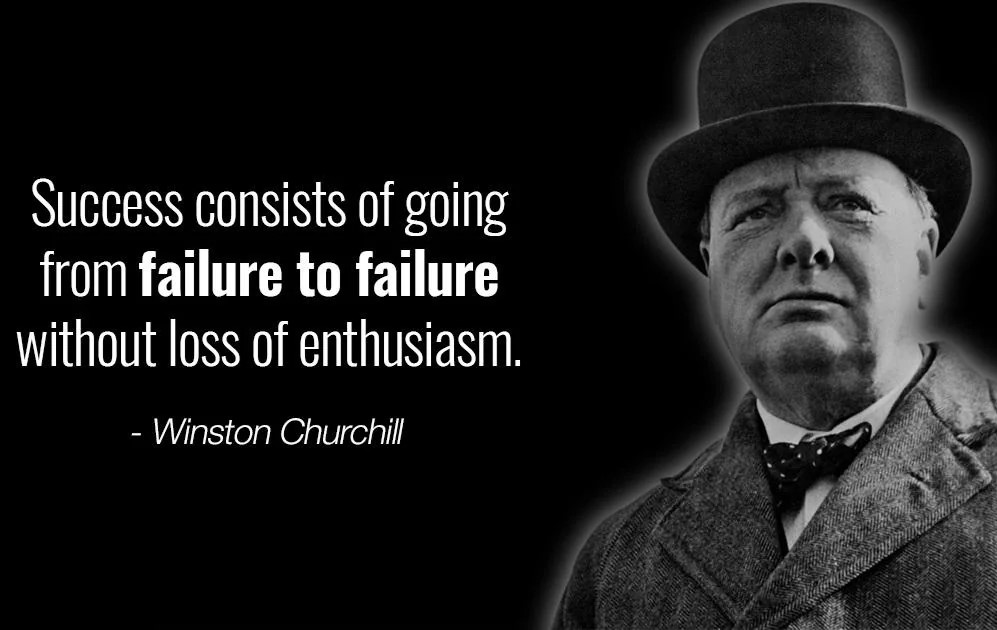 Success consists of going
from failure to failure
without loss of enthusiasm.
- Winston Churchill